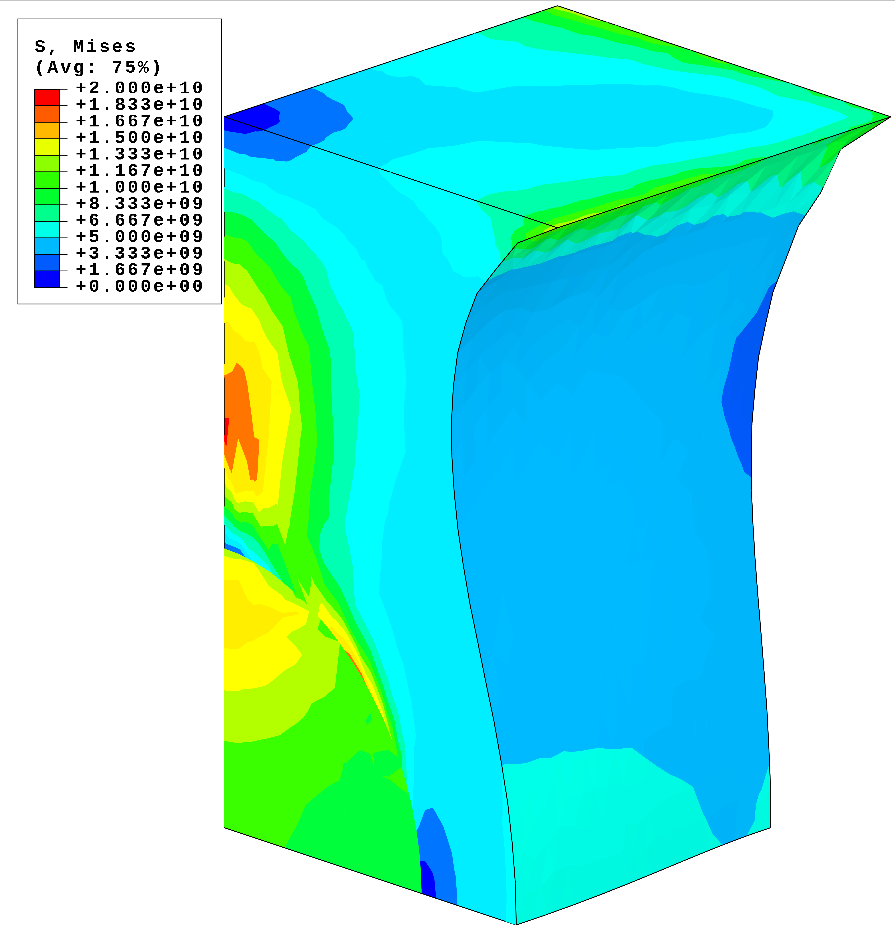 S, Mises
(Avg: 75%)
+2.000e+10
+1.833e+10
+1.667e+10
+1.500e+10
+1.333e+10
+1.167e+10
+1.000e+10
+8.333e+09
+6.667e+09
+5.000e+09
+3.333e+09
+1.667e+09
+0.000e+00